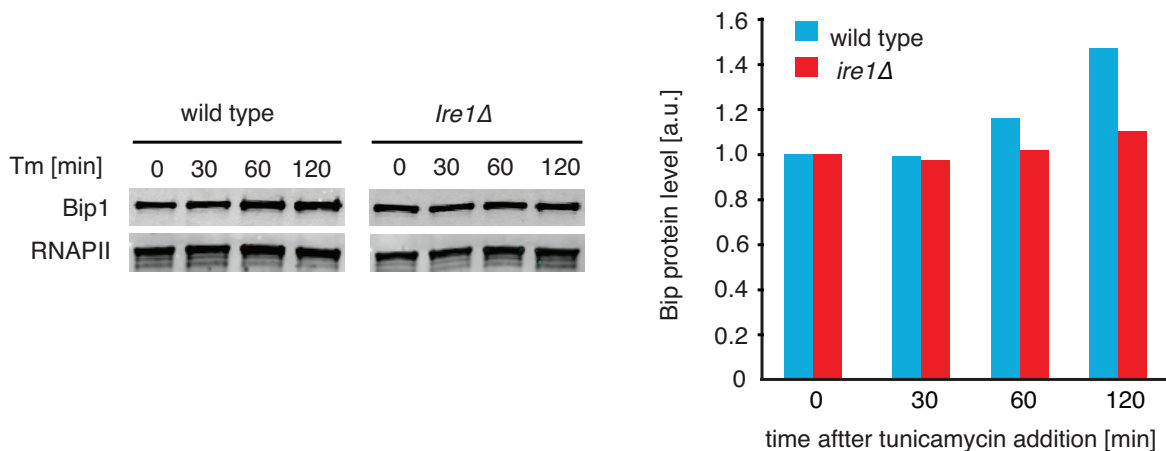 wild type Ire1Δ
Tm [min] 0 30 60 120 0 30 60 120
Bip1
RNAPII
Bip protein level [a.u.]
1.6
1.4
1.2
1.0
0.8
0.6
0.4
0.2
0
wild type
ire1Δ
0 30 60 120
time aftter tunicamycin addition [min]